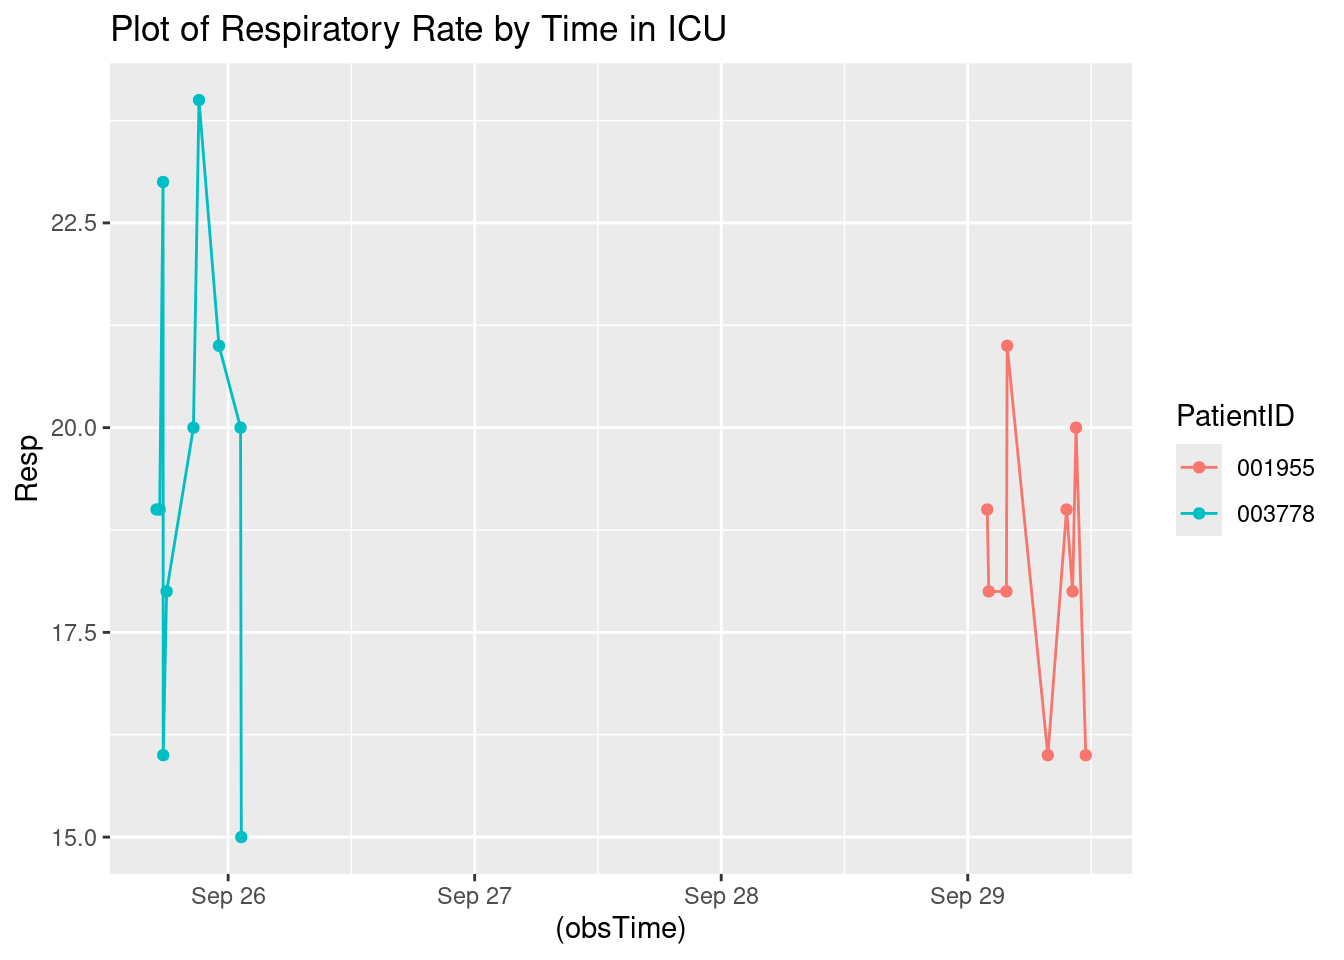 Plot of Respiratory Rate by Time in ICU
22.5
20.0
17.5
15.0
Resp
Sep 26
Sep 27
Sep 28
Sep 29
(obsTime)
PatientID
001955
003778